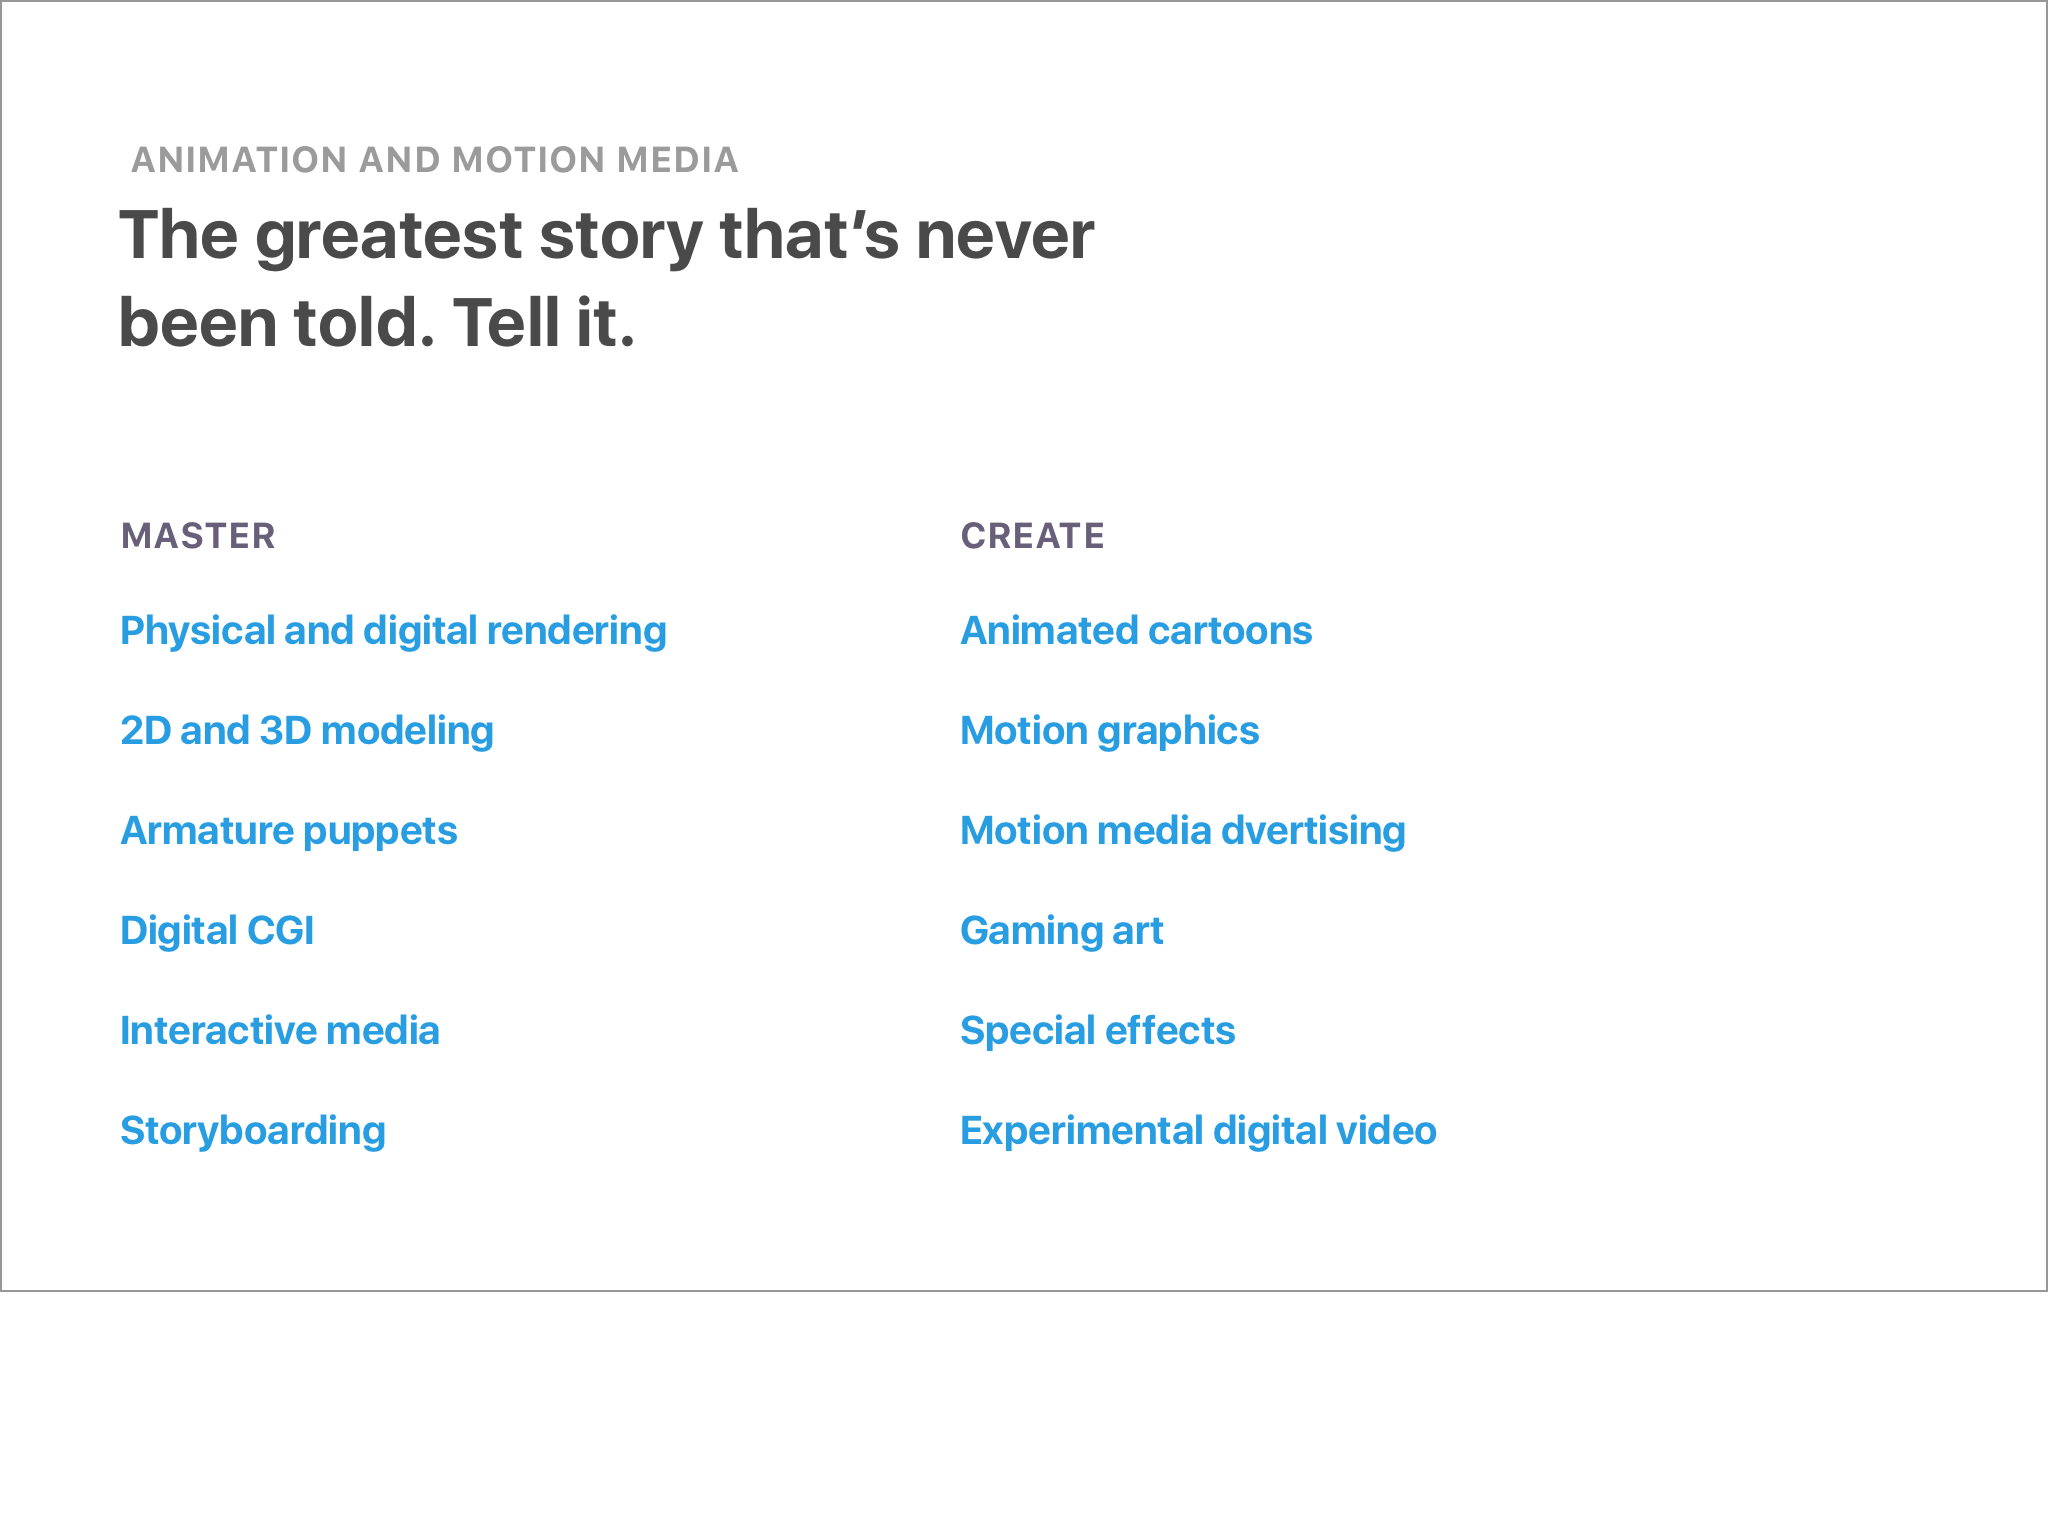 ANIMATION AND MOTION MEDIA
The greatest story that’s never
been told. Tell it.
MASTER
Physical and digital rendering
2D and 3D modeling
Armature puppets
Digital CGI
Interactive media
Storyboarding
CREATE
Animated cartoons
Motion graphics
Motion media dvertising
Gaming art
Special effects
Experimental digital video